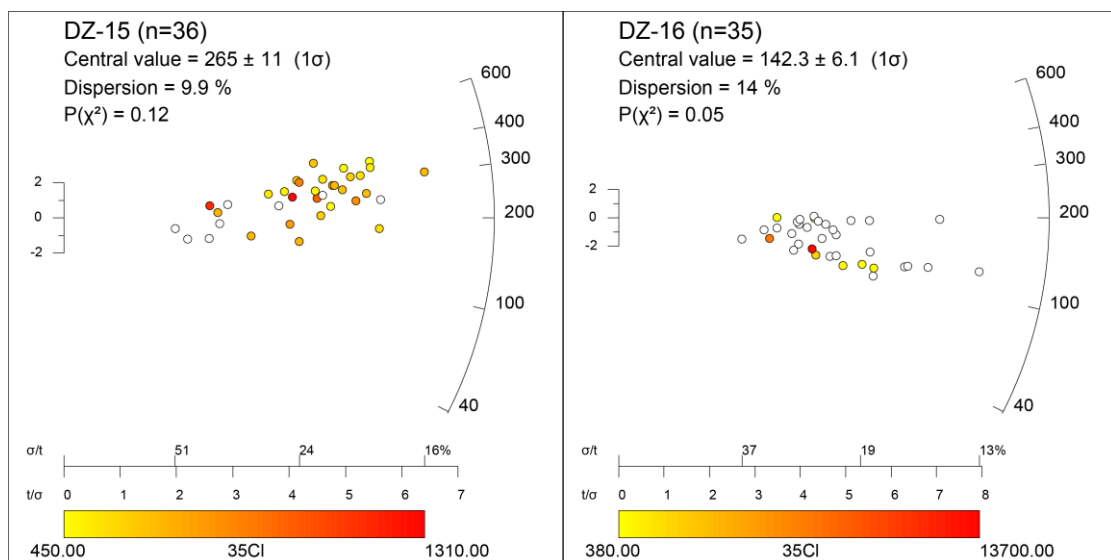 DZ-15 (n=36)
Central value = 265 ± 11 (1σ)
Dispersion = 9.9 %
P(χ²) = 0.12
600
400
300
200
100
40
2
0
-2
σ/t
51
24
16%
t/σ
0 1 2 3 4 5 6 7
450.00 35Cl 1310.00
DZ-16 (n=35)
Central value = 142.3 ± 6.1 (1σ)
Dispersion = 14 %
P(χ²) = 0.05
600
400
300
200
100
40
2
0
-2
σ/t
37
19
13%
t/σ
0 1 2 3 4 5 6 7 8
380.00 35Cl 13700.00